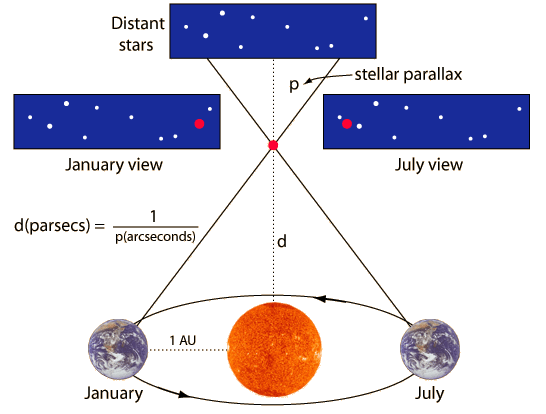 Distant
stars
p
stellar parallax
January view
July view
d(parsecs) = 1
p(arcseconds)
d
1 AU
January
July